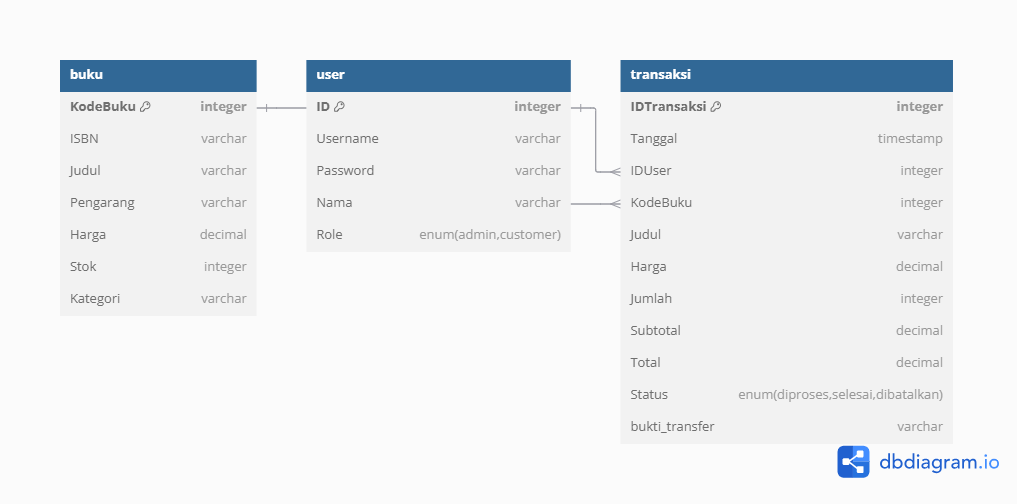 buku
KodeBuku integer
ISBN varchar
Judul varchar
Pengarang varchar
Harga decimal
Stok integer
Kategori varchar
user
ID integer
Username varchar
Password varchar
Nama varchar
Role enum(admin,customer)
transaksi
IDTransaksi integer
Tanggal timestamp
IDUser integer
KodeBuku integer
Judul varchar
Harga decimal
Jumlah integer
Subtotal decimal
Total decimal
Status enum(diproses,selesai,dibatalkan)
bukti_transfer varchar
dbdiagram.io